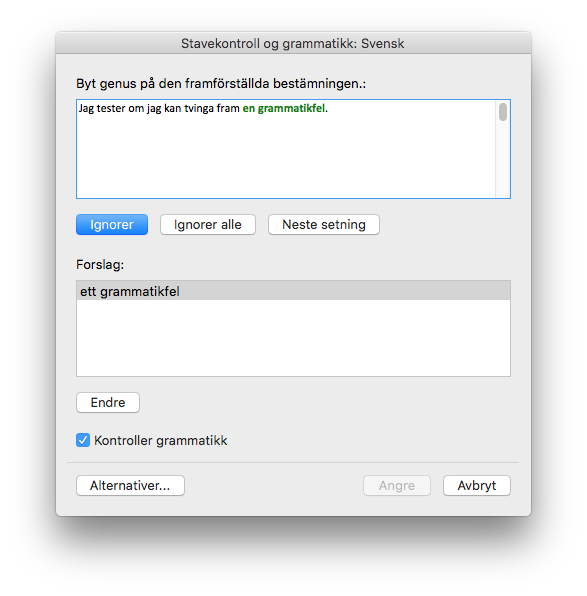 Stavekontroll og grammatikk: Svensk
Byt genus på den framförställda bestämningen.:
Jag tester om jag kan tvinga fram en grammatikfel.
Ignorer Ignorer alle Neste setning
Forslag:
ett grammatikfel
Endre
Kontroller grammatikk
Alternativer... Angre Avbryt